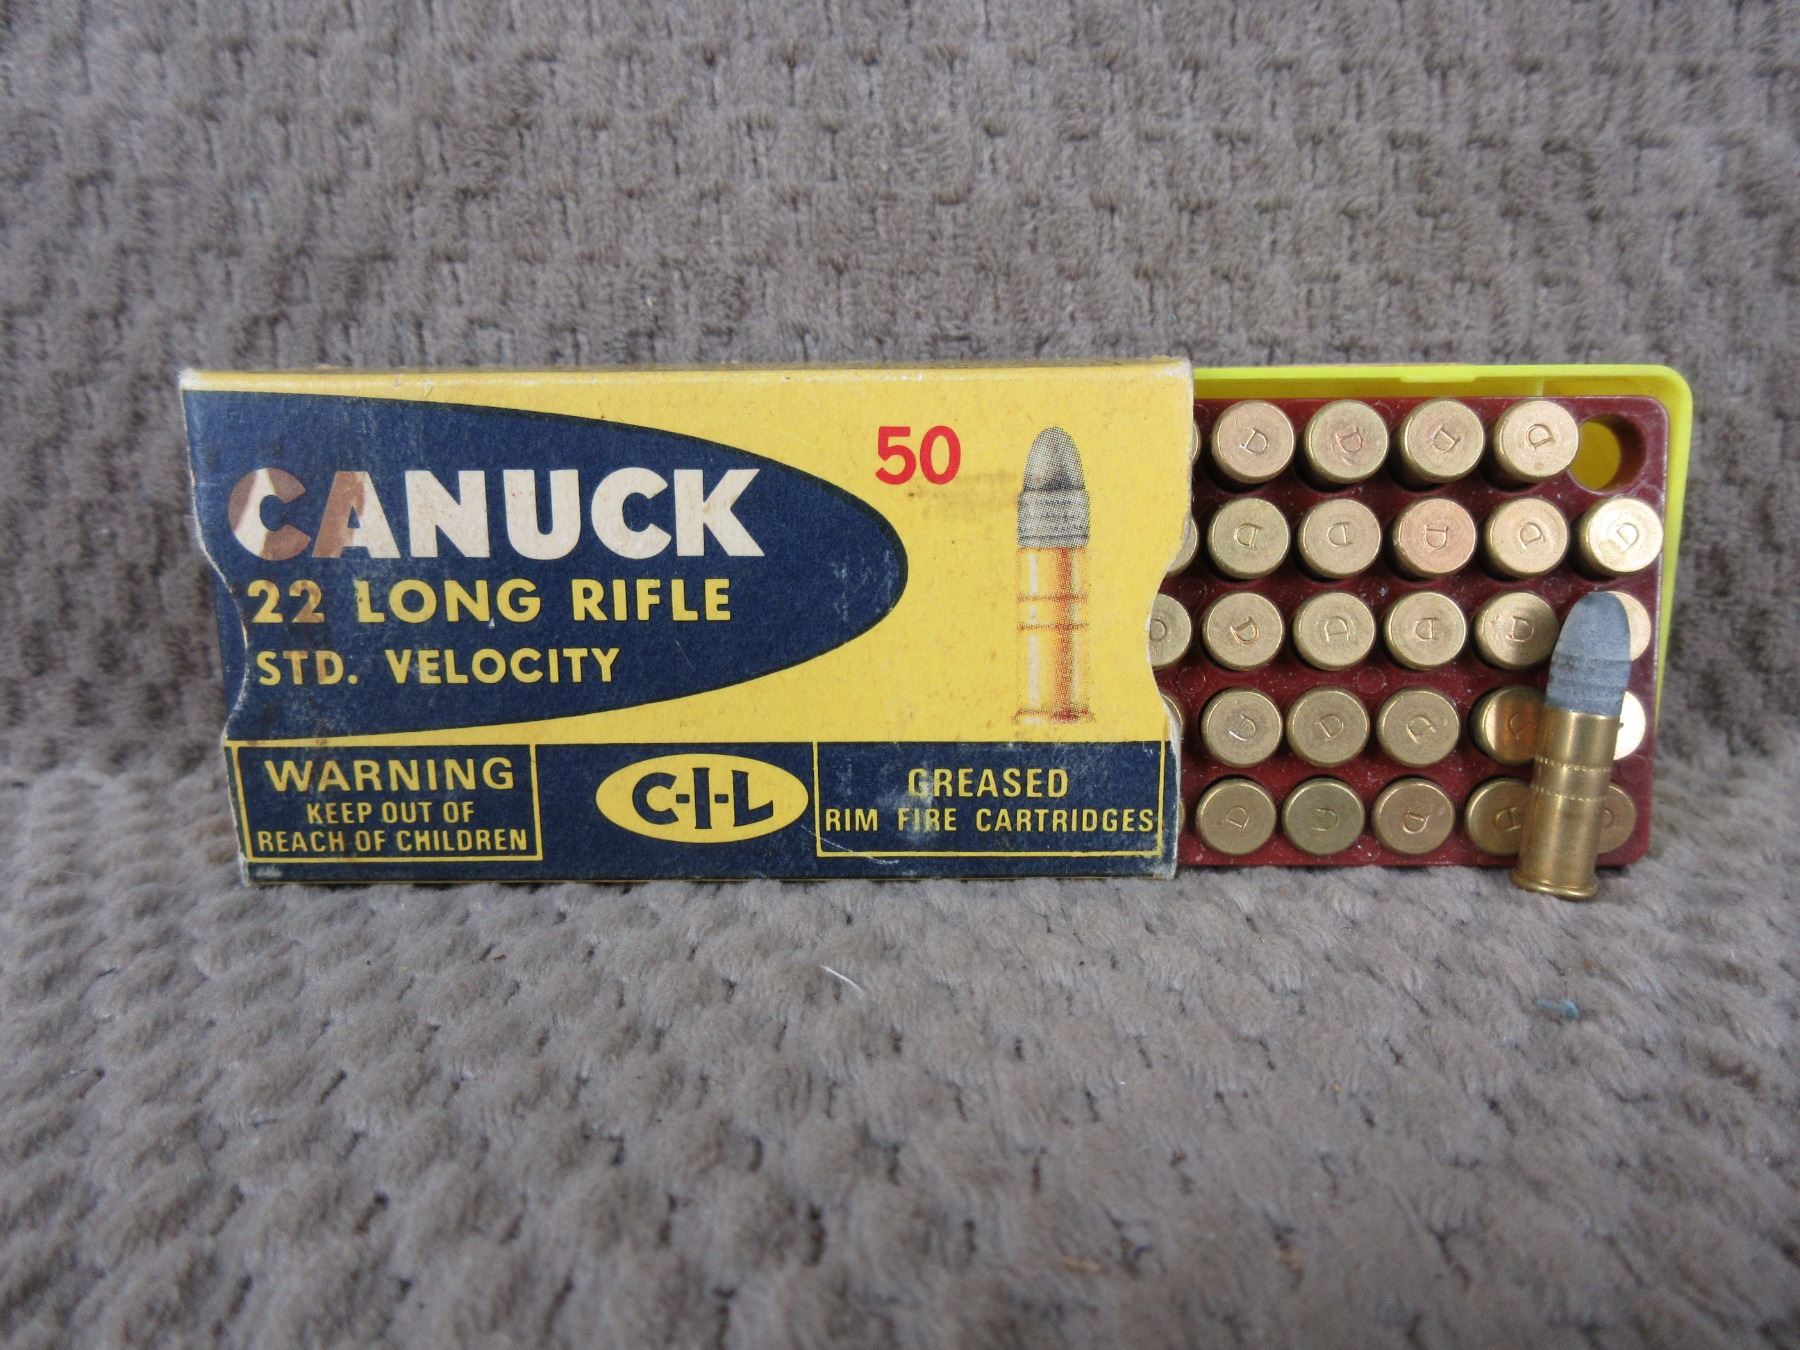 CANUCK
22 LONG RIFLE
STD. VELOCITY
50
WARNING
KEEP OUT OF
REACH OF CHILDREN
C-I-L
GREASED
RIM FIRE CARTRIDGES
D D D D
D D D D D
D D D D D
D D D D
D D D D